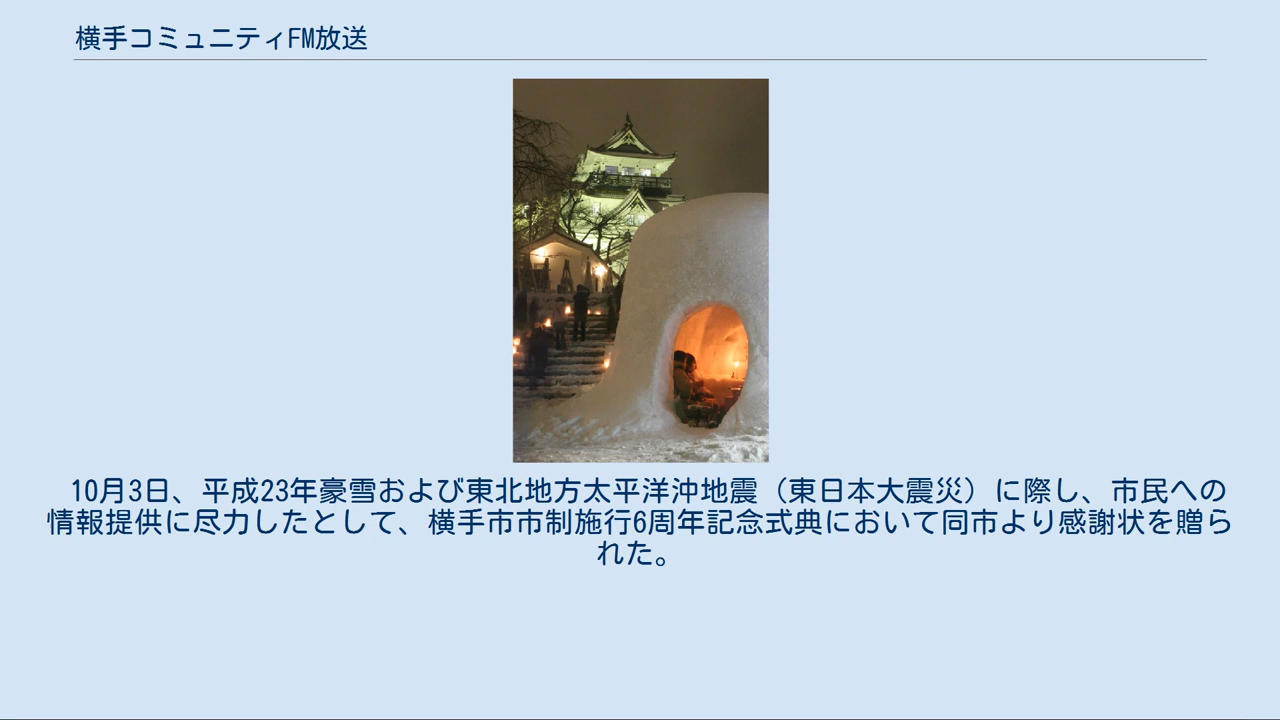 横手コミュニティFM放送
10月3日、平成23年豪雪および東北地方太平洋沖地震（東日本大震災）に際し、市民への
情報提供に尽力したとして、横手市市制施行6周年記念式典において同市より感謝状を贈ら
れた。